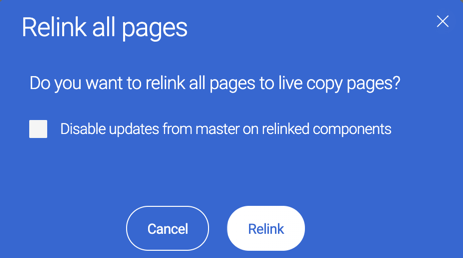 Relink all pages
Do you want to relink all pages to live copy pages?
Disable updates from master on relinked components
Cancel
Relink